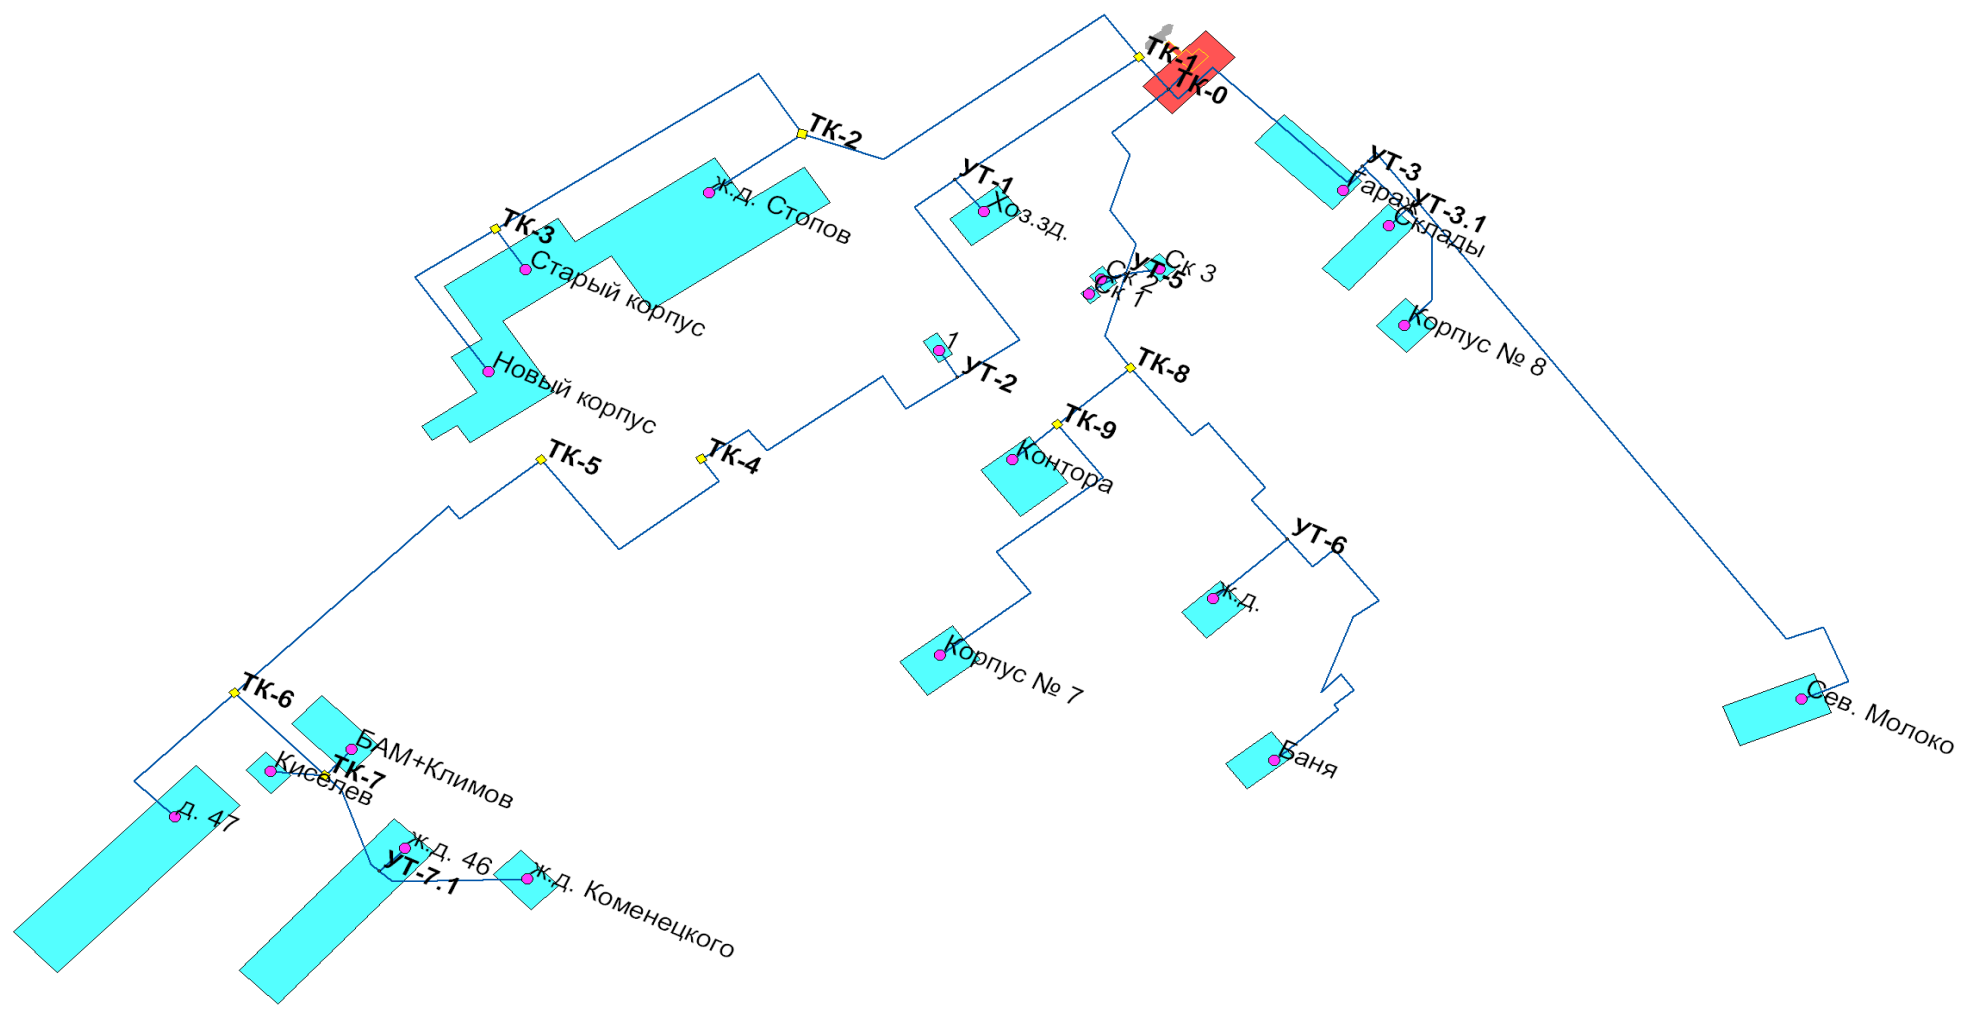 ТК-1
ТК-0
ТК-2
УТ-3
Гараж
УТ-1
Хоз.зд.
ж.д. Стопов
УТ-3.1
Склады
ТК-3
Старый корпус
Ск 3
УТ-5
Ск 2
Ск 1
Корпус № 8
1
УТ-2
ТК-8
Новый корпус
ТК-9
Контора
ТК-4
ТК-5
УТ-6
ж.д.
Корпус № 7
ТК-6
Сев. Молоко
БАМ+Климов
ТК-7
Киселев
Баня
д. 47
ж.д. 46
УТ-7.1
ж.д. Коменецкого